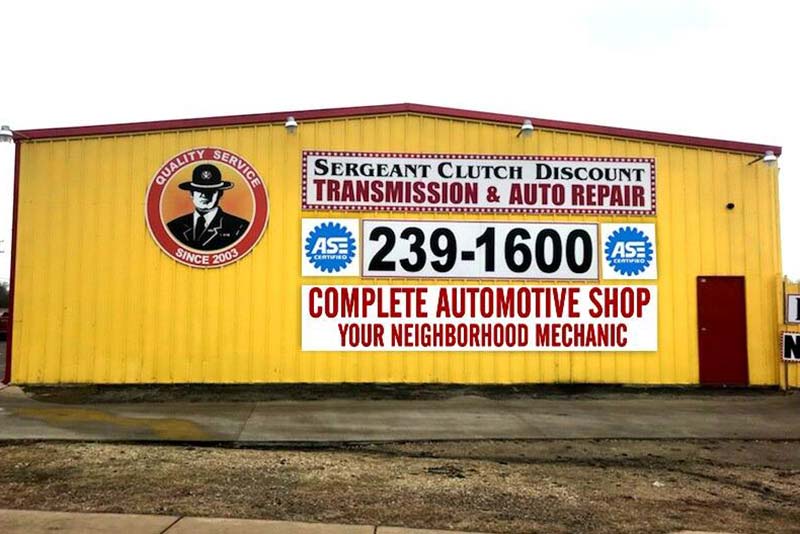 QUALITY SERVICE
SINCE 2003
SERGEANT CLUTCH DISCOUNT
TRANSMISSION & AUTO REPAIR
ASE
CERTIFIED
239-1600
ASE
CERTIFIED
COMPLETE AUTOMOTIVE SHOP
YOUR NEIGHBORHOOD MECHANIC
N